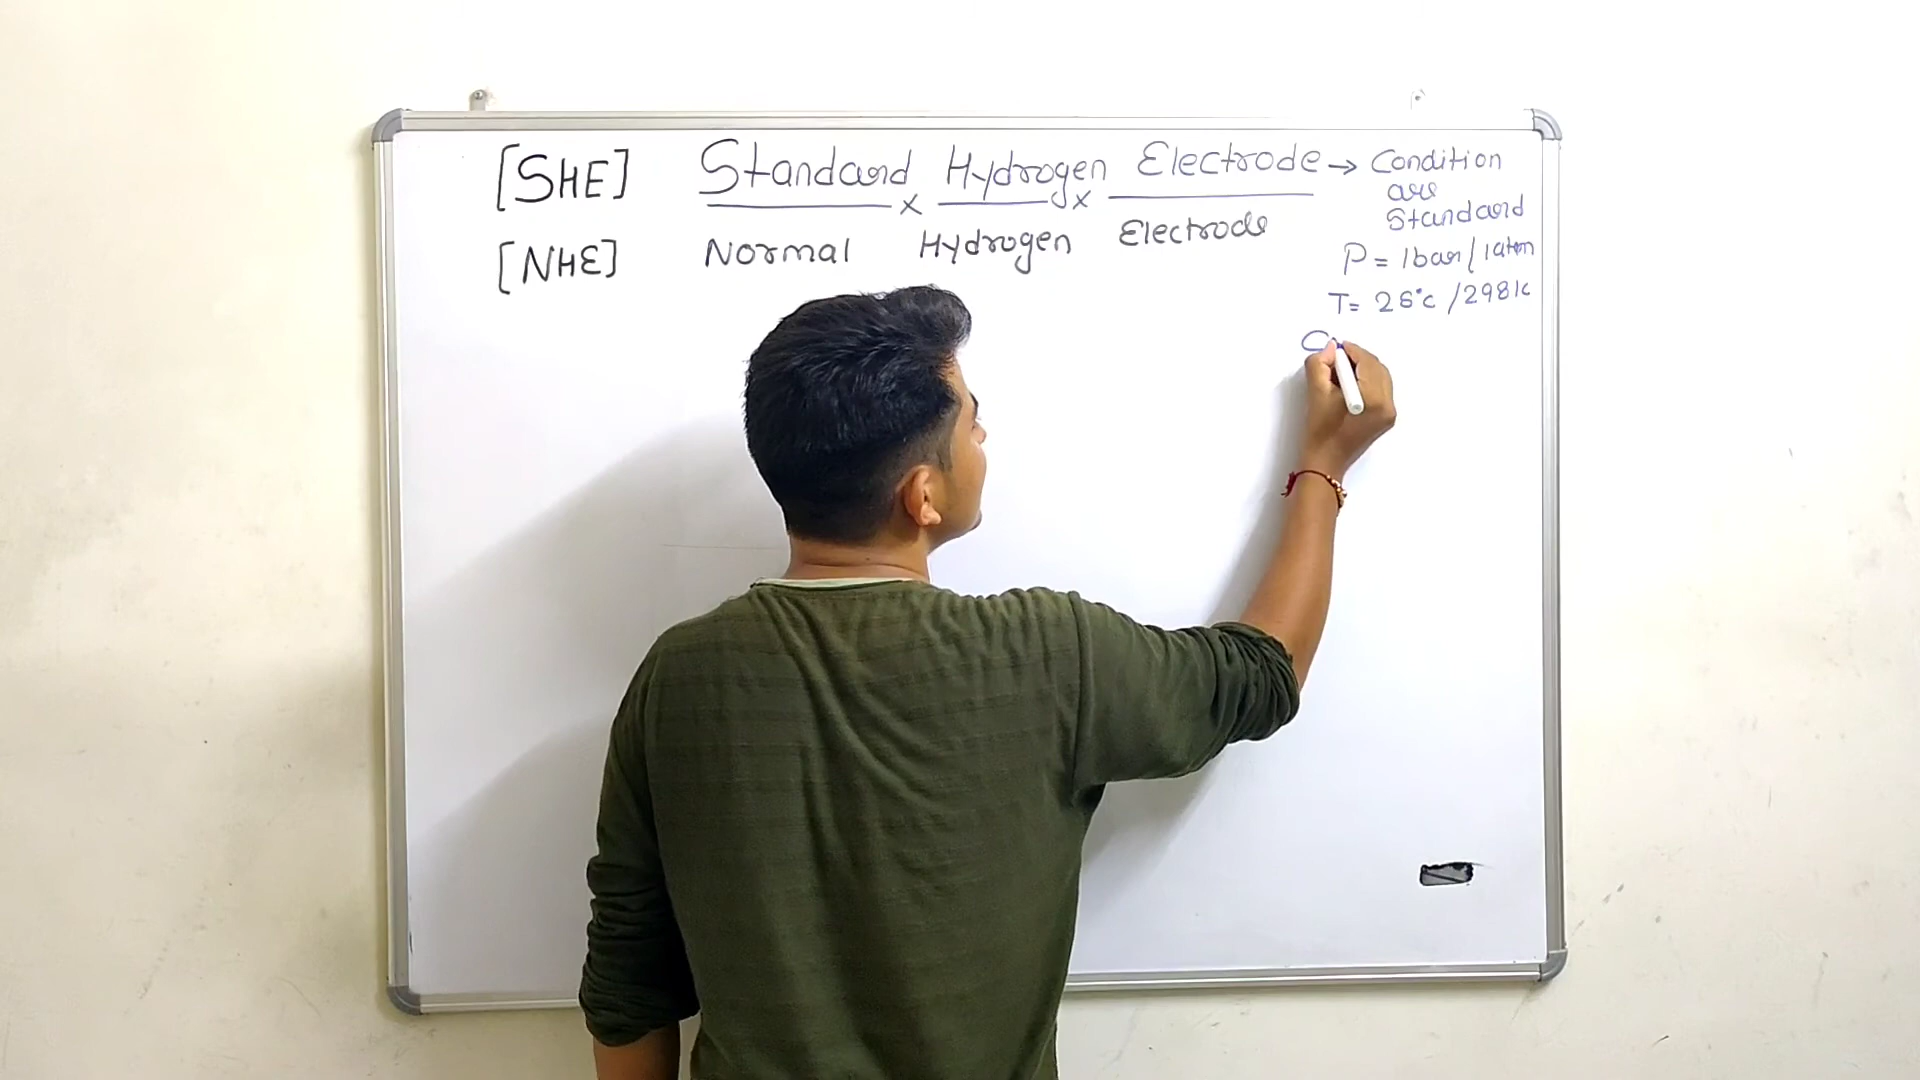 [SHE] Standard Hydrogen Electrode → Condition
are
Standard
x x
[NHE] Normal Hydrogen Electrode
P = 1bar/1atm
T = 25°c /298k